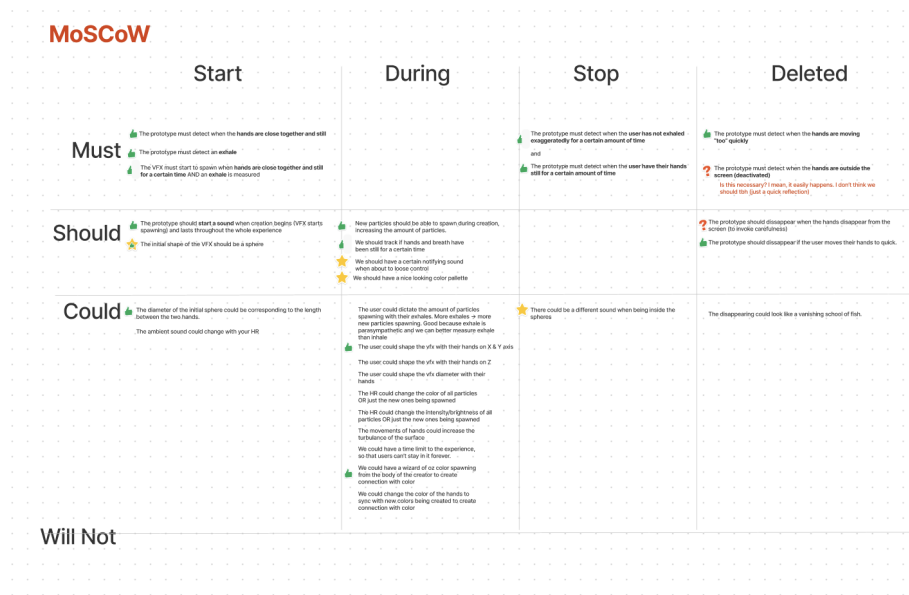 MoSCoW
Start
During
Stop
Deleted
Must
The prototype must detect when the hands are close together and still
The prototype must detect an exhale
The VFX must start to spawn when hands are close together and still
for a certain time AND an exhale is measured
The prototype must detect when the user has not exhaled
exaggeratedly for a certain amount of time
and
The prototype must detect when the user have their hands
still for a certain amount of time
The prototype must detect when the hands are moving
"too" quickly
The prototype must detect when the hands are outside the
screen (deactivated)
Is this necessary? I mean, it easily happens. I don't think we
should tbh (just a quick reflection)
Should
The prototype should start a sound when creation begins (VFX starts
spawning) and lasts throughout the whole experience
The initial shape of the VFX should be a sphere
New particles should be able to spawn during creation,
increasing the amount of particles.
We should track if hands and breath have
been still for a certain time
We should have a certain notifying sound
when about to loose control
We should have a nice looking color palette
The prototype should dissappear when the hands disappear from the
screen (to invoke carefulness)
The prototype should dissappear if the user moves their hands to quick.
Could
The diameter of the initial sphere could be corresponding to the length
between the two hands.
The ambient sound could change with your HR
The user could dictate the amount of particles
spawning with their exhales. More exhales → more
new particles spawning. Good because exhale is
parasympathetic and we can better measure exhale
than inhale
The user could shape the vfx with their hands on X & Y axis
The user could shape the vfx with their hands on Z
The user could shape the vfx diameter with their
hands
The HR could change the color of all particles
OR just the new ones being spawned
The HR could change the intensity/brightness of all
particles OR just the new ones being spawned
The movements of hands could increase the
turbulance of the surface
We could have a time limit to the experience,
so that users can't stay in it forever.
We could have a wizard of oz color spawning
from the body of the creator to create
connection with color
We could change the color of the hands to
sync with new colors being created to create
connection with color
There could be a different sound when being inside the
spheres
The disappearing could look like a vanishing school of fish.
Will Not